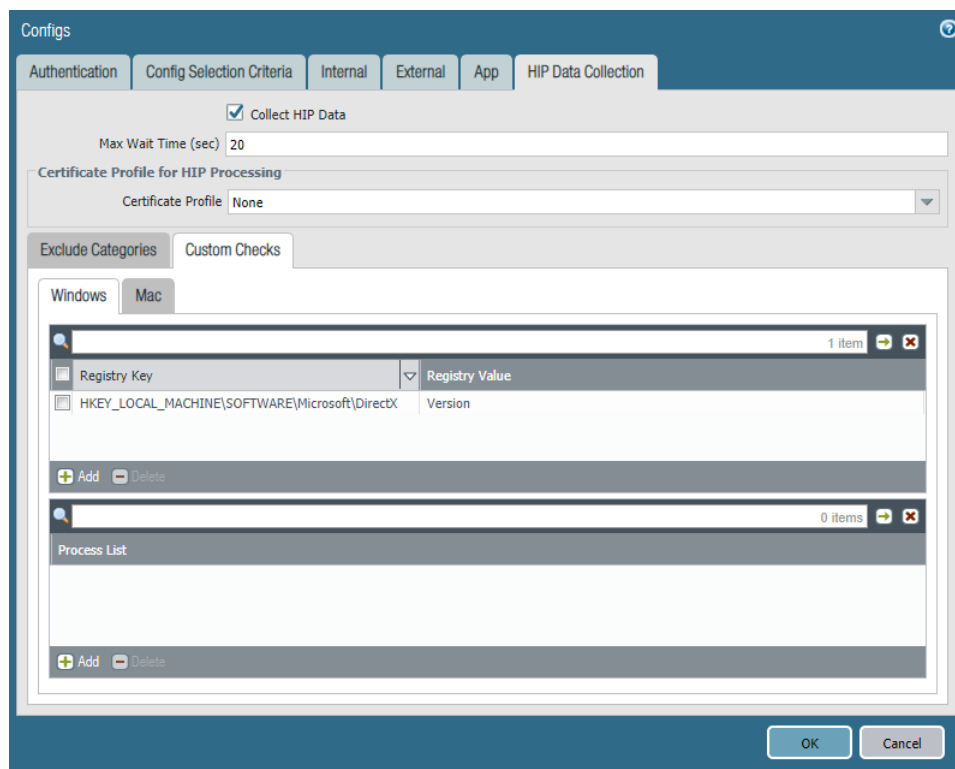 Configs
Authentication Config Selection Criteria Internal External App HIP Data Collection
Collect HIP Data
Max Wait Time (sec) 20
Certificate Profile for HIP Processing
Certificate Profile None
Exclude Categories Custom Checks
Windows Mac
1 item
Registry Key Registry Value
HKEY_LOCAL_MACHINE\SOFTWARE\Microsoft\DirectX Version
Add Delete
0 items
Process List
Add Delete
OK Cancel